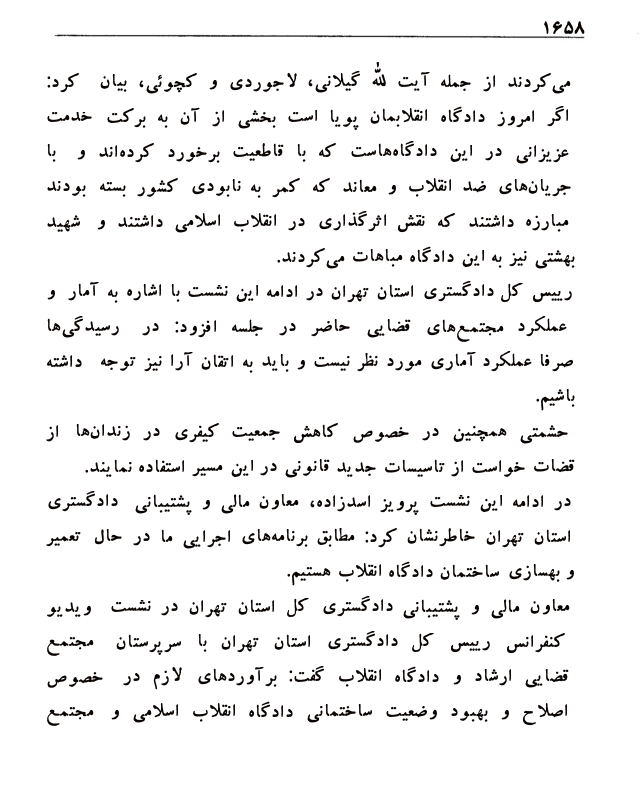 ۱۶۵۸
می‌کردند از جمله آیت الله گیلانی، لاجوردی و کچوئی، بیان کرد:
اگر امروز دادگاه انقلابمان پویا است بخشی از آن به برکت خدمت
عزیزانی در این دادگاه‌هاست که با قاطعیت برخورد کرده‌اند و با
جریان‌های ضد انقلاب و معاند که کمر به نابودی کشور بسته بودند
مبارزه داشتند که نقش اثرگذاری در انقلاب اسلامی داشتند و شهید
بهشتی نیز به این دادگاه مباهات می‌کردند.
رییس کل دادگستری استان تهران در ادامه این نشست با اشاره به آمار و
عملکرد مجتمع‌های قضایی حاضر در جلسه افزود: در رسیدگی‌ها
صرفا عملکرد آماری مورد نظر نیست و باید به اتقان آرا نیز توجه داشته
باشیم.
حشمتی همچنین در خصوص کاهش جمعیت کیفری در زندان‌ها از
قضات خواست از تاسیسات جدید قانونی در این مسیر استفاده نمایند.
در ادامه این نشست پرویز اسدزاده، معاون مالی و پشتیبانی دادگستری
استان تهران خاطرنشان کرد: مطابق برنامه‌های اجرایی ما در حال تعمیر
و بهسازی ساختمان دادگاه انقلاب هستیم.
معاون مالی و پشتیبانی دادگستری کل استان تهران در نشست ویدیو
کنفرانس رییس کل دادگستری استان تهران با سرپرستان مجتمع
قضایی ارشاد و دادگاه انقلاب گفت: برآوردهای لازم در خصوص
اصلاح و بهبود وضعیت ساختمانی دادگاه انقلاب اسلامی و مجتمع